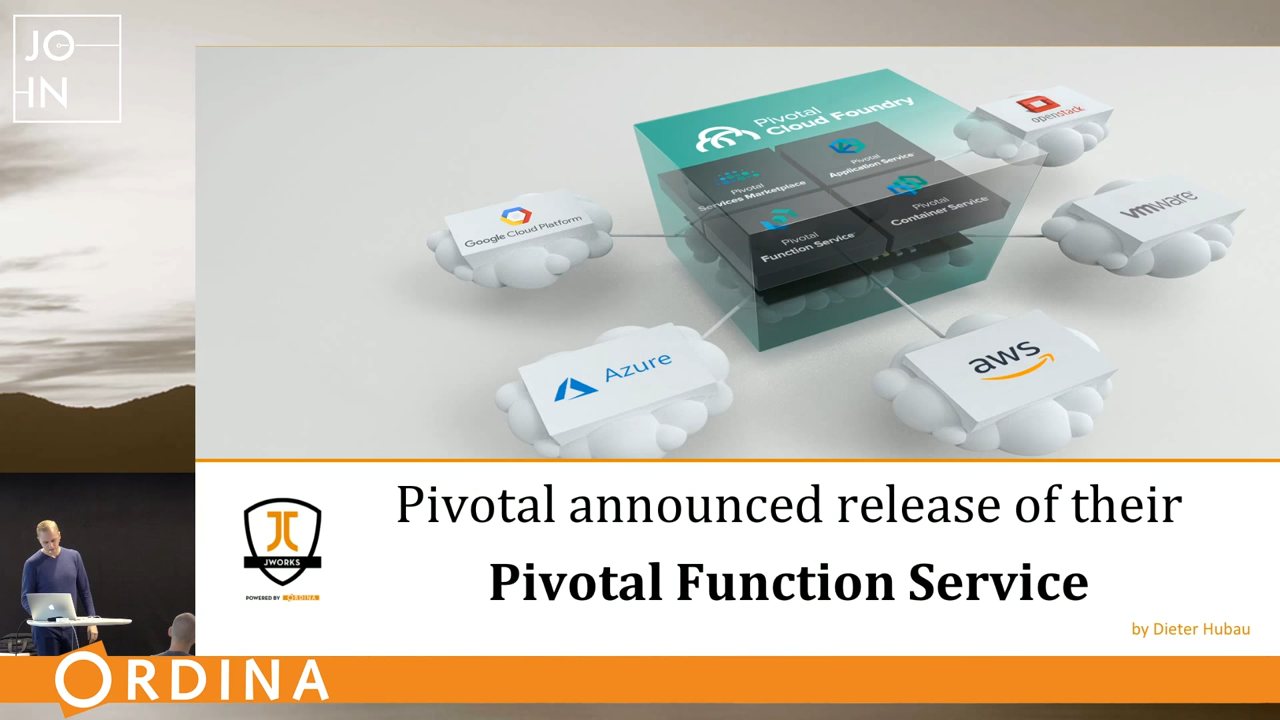 JO
IN
Pivotal
Cloud Foundry
openstack
Pivotal
Application Service
Pivotal
Services Marketplace
vmware
Pivotal
Container Service
Google Cloud Platform
Pivotal
Function Service
Azure
aws
Pivotal announced release of their
Pivotal Function Service
JWORKS
POWERED BY ORDINA
by Dieter Hubau
ORDINA